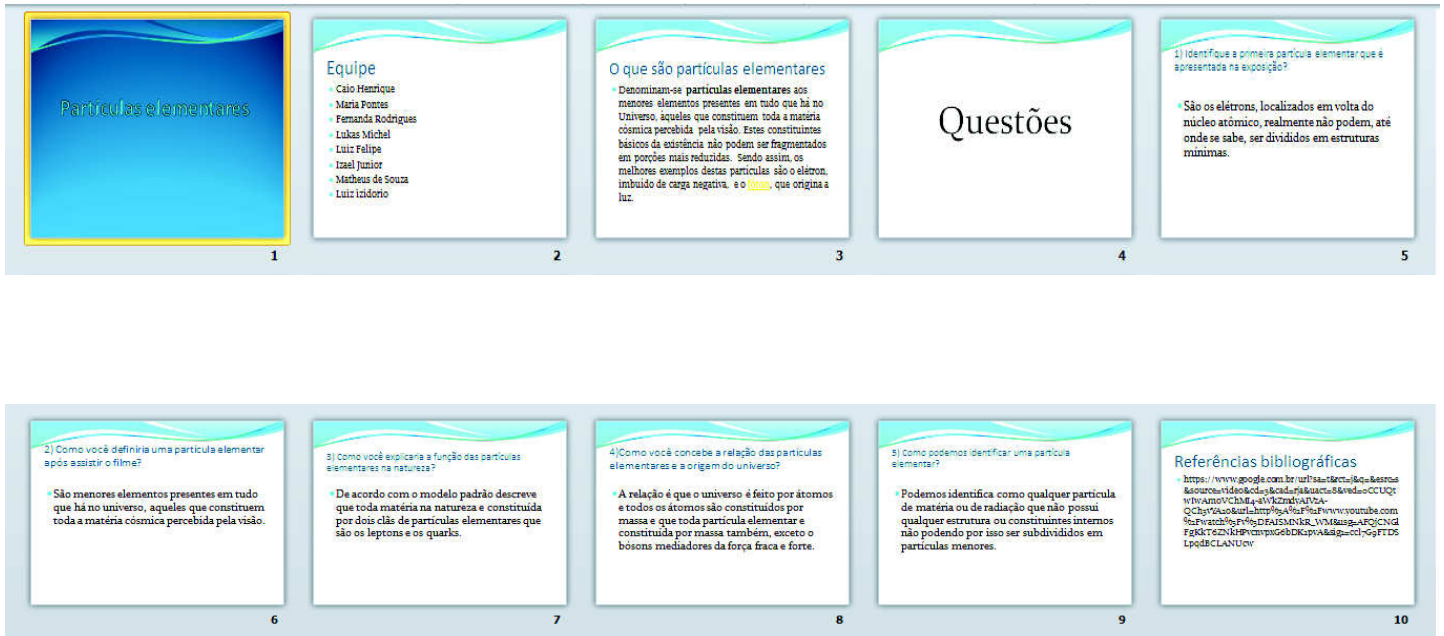 Partículas elementares
1
Equipe
Caio Henrique
Maria Pontes
Fernanda Rodrigues
Lukas Michel
Luiz Felipe
Izael Junior
Matheus de Souza
Luiz izidorio
2
O que são partículas elementares
Denominam-se partículas elementares aos
menores elementos presentes em tudo que há no
Universo, àqueles que constituem toda a matéria
cósmica percebida pela visão. Estes constituintes
básicos da existência não podem ser fragmentados
em porções mais reduzidas. Sendo assim, os
melhores exemplos destas partículas são o elétron,
imbuído de carga negativa, e o fóton, que origina a
luz.
3
Questões
4
1) Identifique a primeira partícula elementar que é
apresentada na exposição?
São os elétrons, localizados em volta do
núcleo atômico, realmente não podem, até
onde se sabe, ser divididos em estruturas
mínimas.
5
2) Como você definiria uma partícula elementar
após assistir o filme?
São menores elementos presentes em tudo
que há no universo, aqueles que constituem
toda a matéria cósmica percebida pela visão.
6
3) Como você explicaria a função das partículas
elementares na natureza?
De acordo com o modelo padrão descreve
que toda matéria na natureza e constituída
por dois clãs de partículas elementares que
são os leptons e os quarks.
7
4)Como você concebe a relação das partículas
elementares e a origem do universo?
A relação é que o universo é feito por átomos
e todos os átomos são constituídos por
massa e que toda partícula elementar e
constituída por massa também, exceto o
bósons mediadores da força fraca e forte.
8
5) Como podemos identificar uma partícula
elementar?
Podemos identifica como qualquer partícula
de matéria ou de radiação que não possui
qualquer estrutura ou constituintes internos
não podendo por isso ser subdivididos em
partículas menores.
9
Referências bibliográficas
https://www.google.com.br/url?sa=t&rct=j&q=&esrc=s
&source=video&cd=3&cad=rja&uact=8&ved=0CCUQt
10